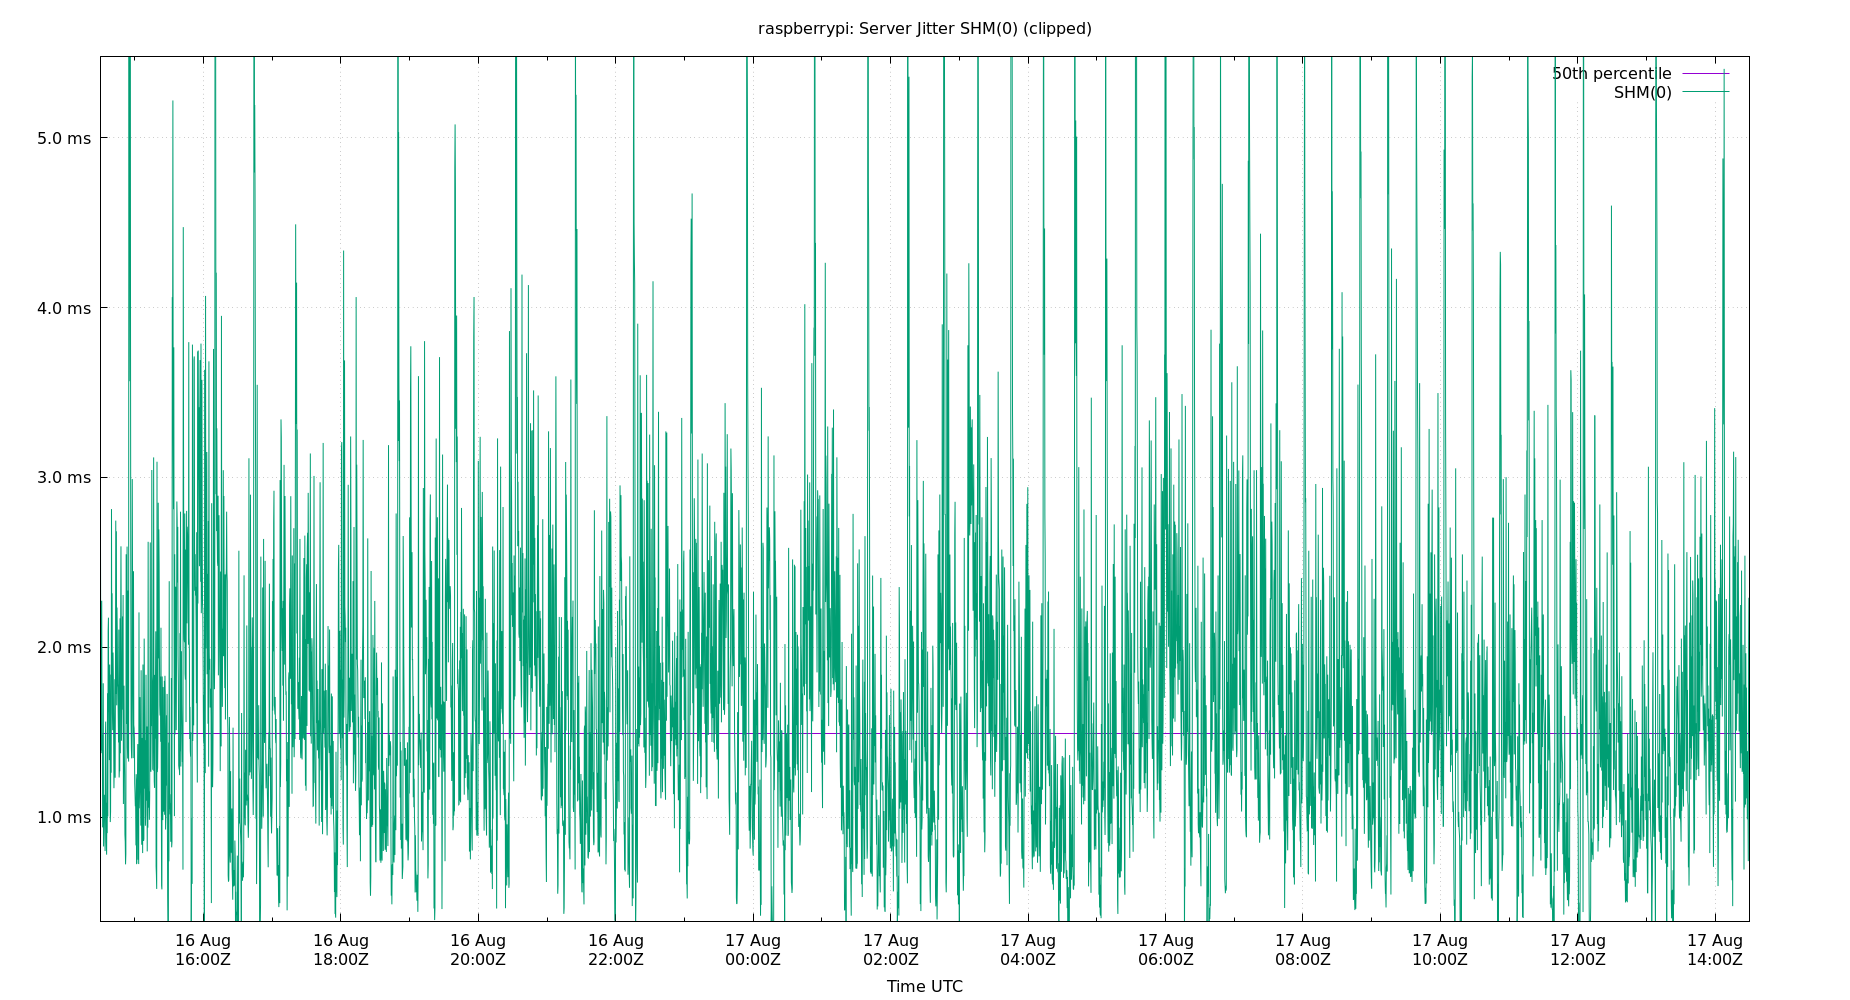 raspberrypi: Server Jitter SHM(0) (clipped)
50th percentile
SHM(0)
5.0 ms
4.0 ms
3.0 ms
2.0 ms
1.0 ms
16 Aug 16 Aug 16 Aug 16 Aug 17 Aug 17 Aug 17 Aug 17 Aug 17 Aug 17 Aug 17 Aug 17 Aug
16:00Z 18:00Z 20:00Z 22:00Z 00:00Z 02:00Z 04:00Z 06:00Z 08:00Z 10:00Z 12:00Z 14:00Z
Time UTC